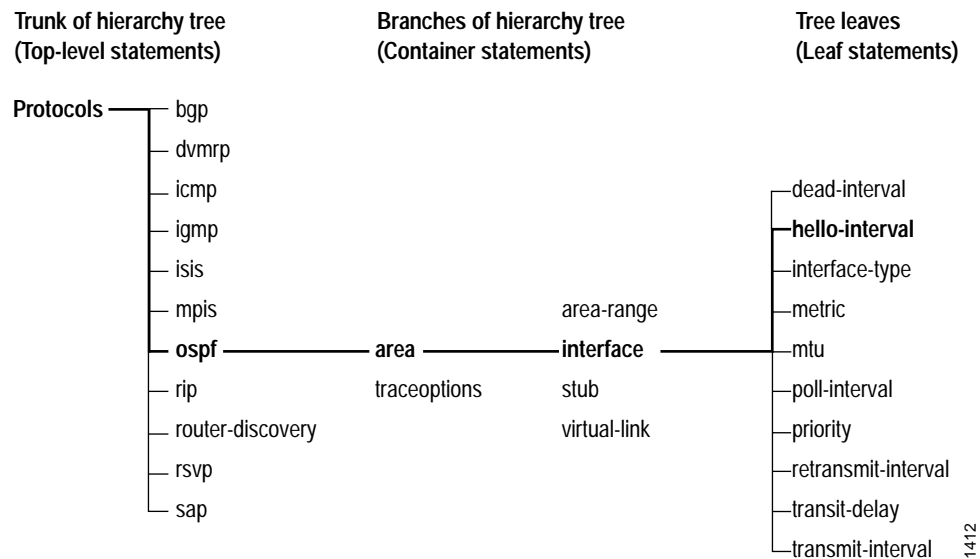 Trunk of hierarchy tree
(Top-level statements)
Branches of hierarchy tree
(Container statements)
Tree leaves
(Leaf statements)
Protocols
bgp
dvmrp
icmp
igmp
isis
mpis
ospf
rip
router-discovery
rsvp
sap
area
traceoptions
area-range
interface
stub
virtual-link
dead-interval
hello-interval
interface-type
metric
mtu
poll-interval
priority
retransmit-interval
transit-delay
transmit-interval
1412